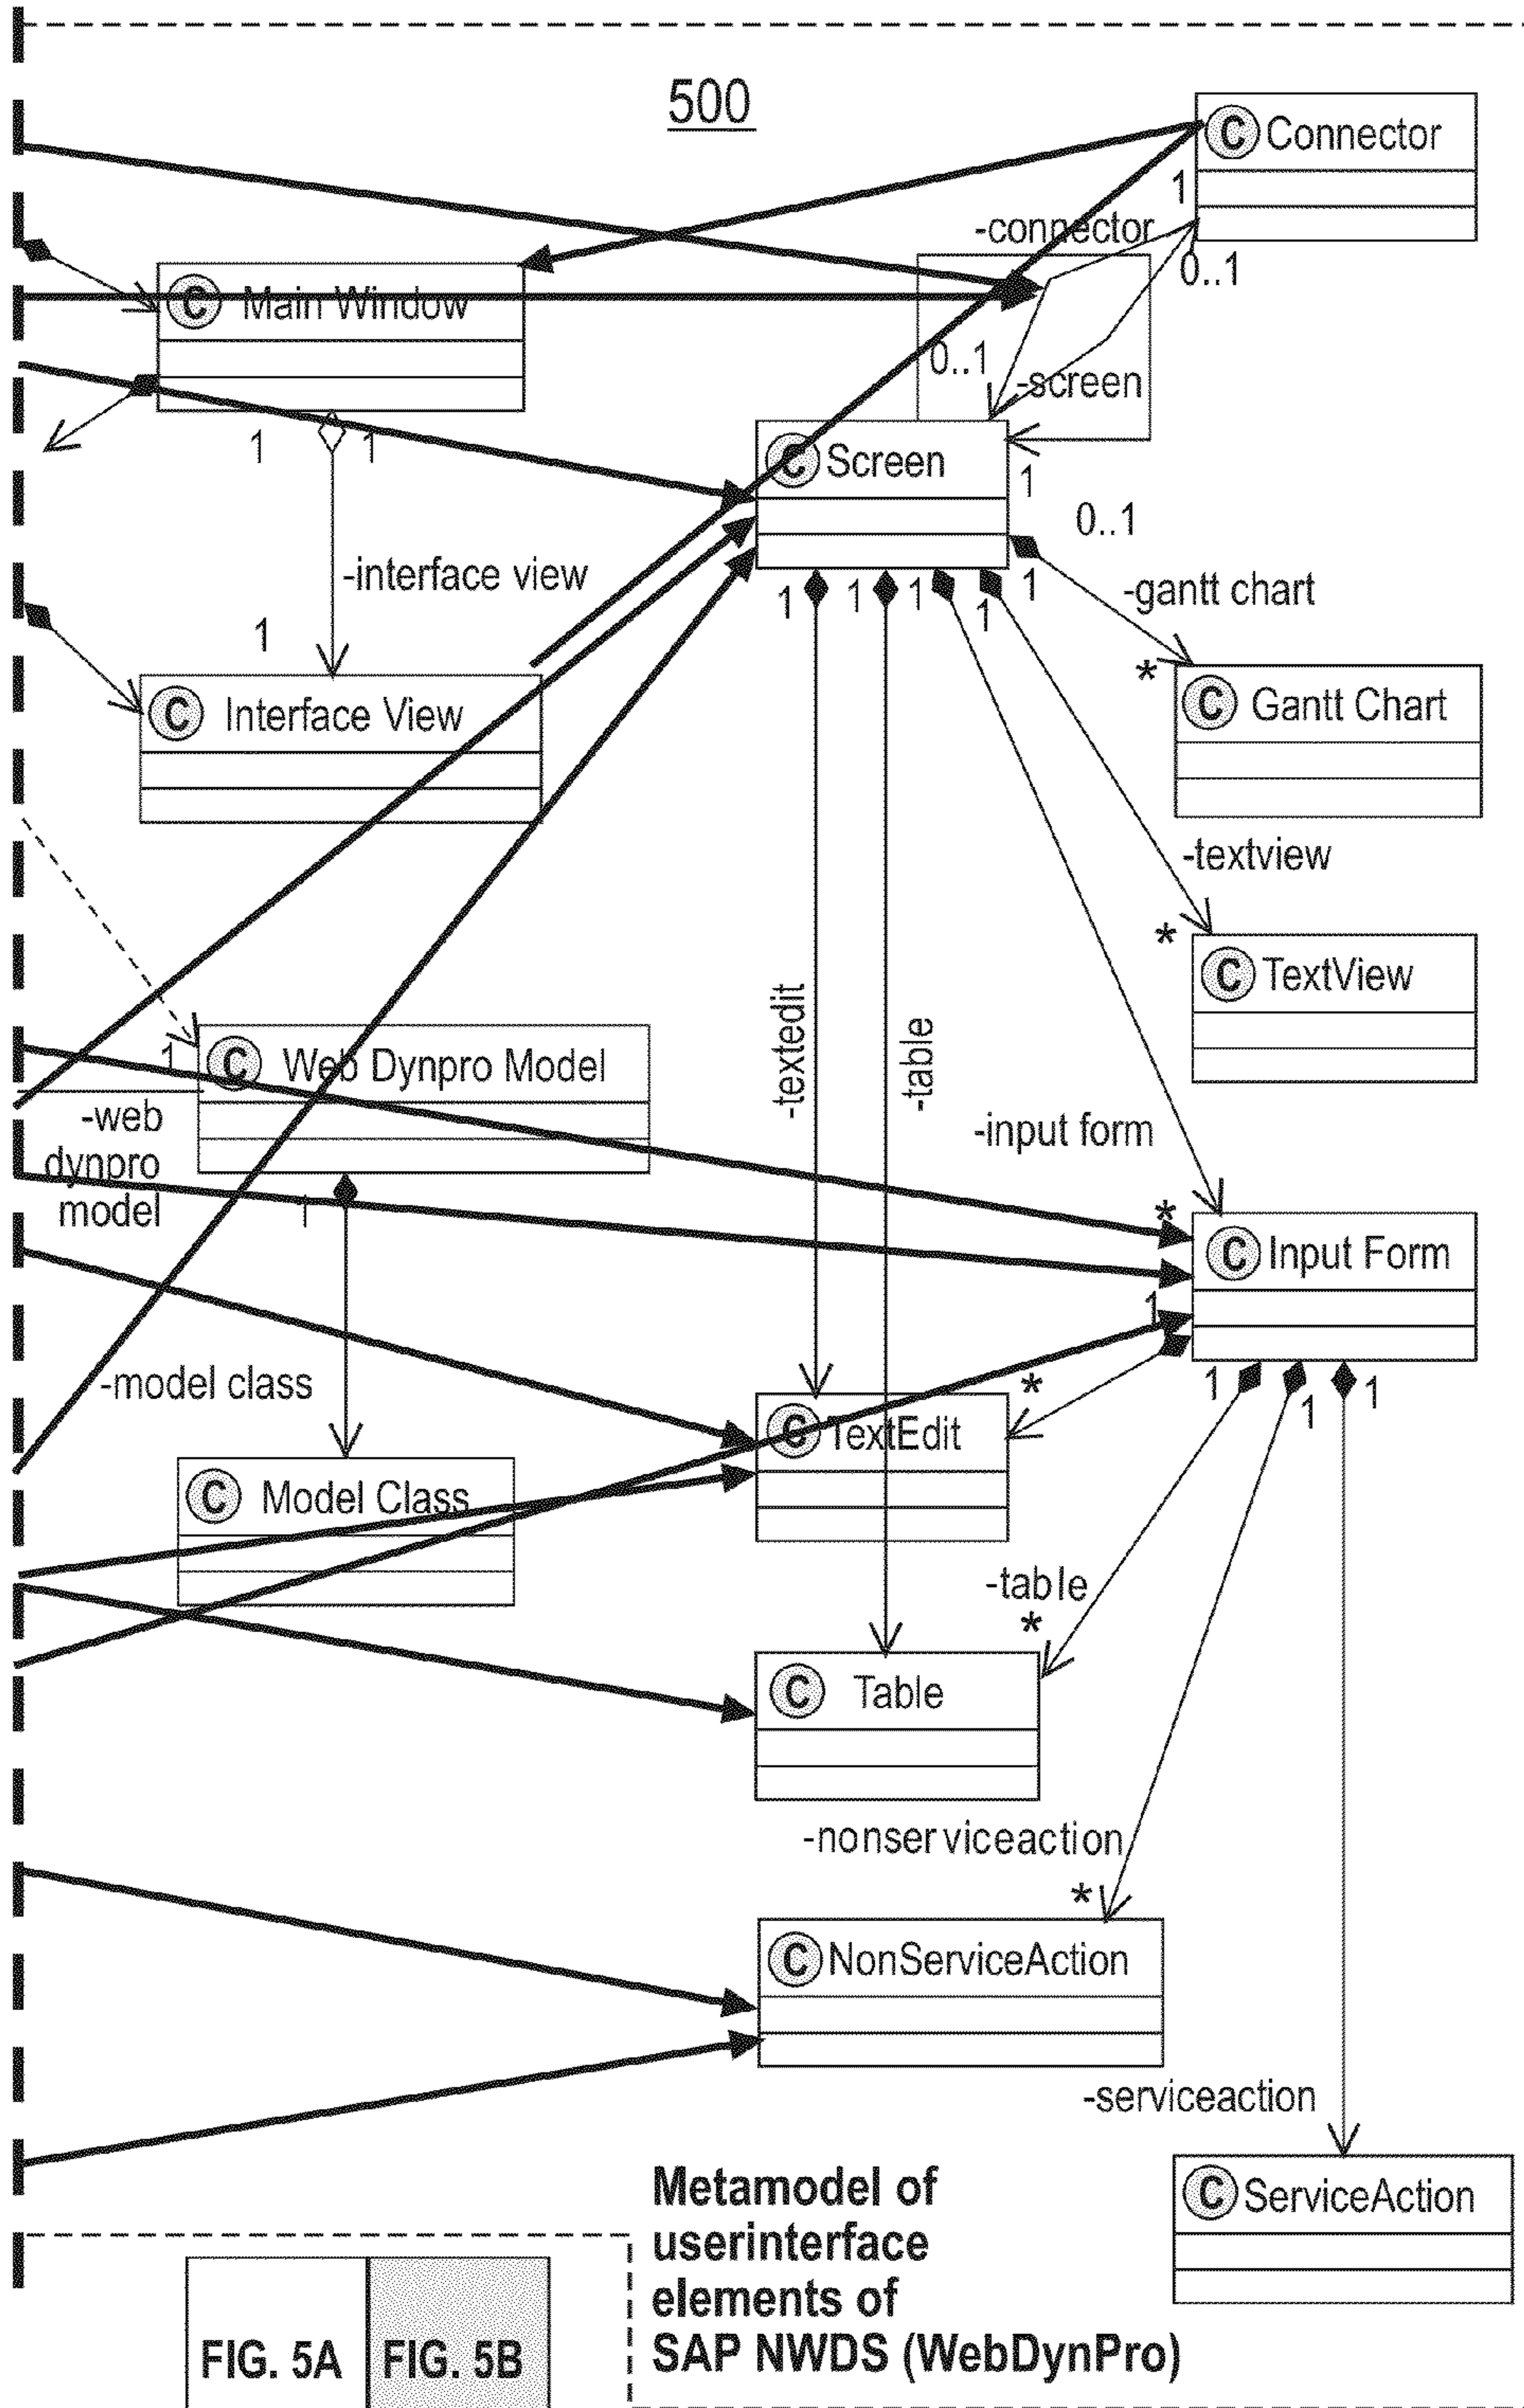 500
C Connector
1
-connector
0..1
C Main Window
0..1
-screen
1
1
C Screen
1
0..1
-interface view
1
1
1
1
1
-gantt chart
1
*
C Interface View
C Gantt Chart
-textview
*
C TextView
-textedit
-table
1
C Web Dynpro Model
-web
dynpro
model
1
-input form
*
C Input Form
1
-model class
*
1
1
1
C TextEdit
C Model Class
-table
*
C Table
-nonserviceaction
*
C NonServiceAction
-serviceaction
C ServiceAction
Metamodel of
userinterface
elements of
SAP NWDS (WebDynPro)
FIG. 5A
FIG. 5B